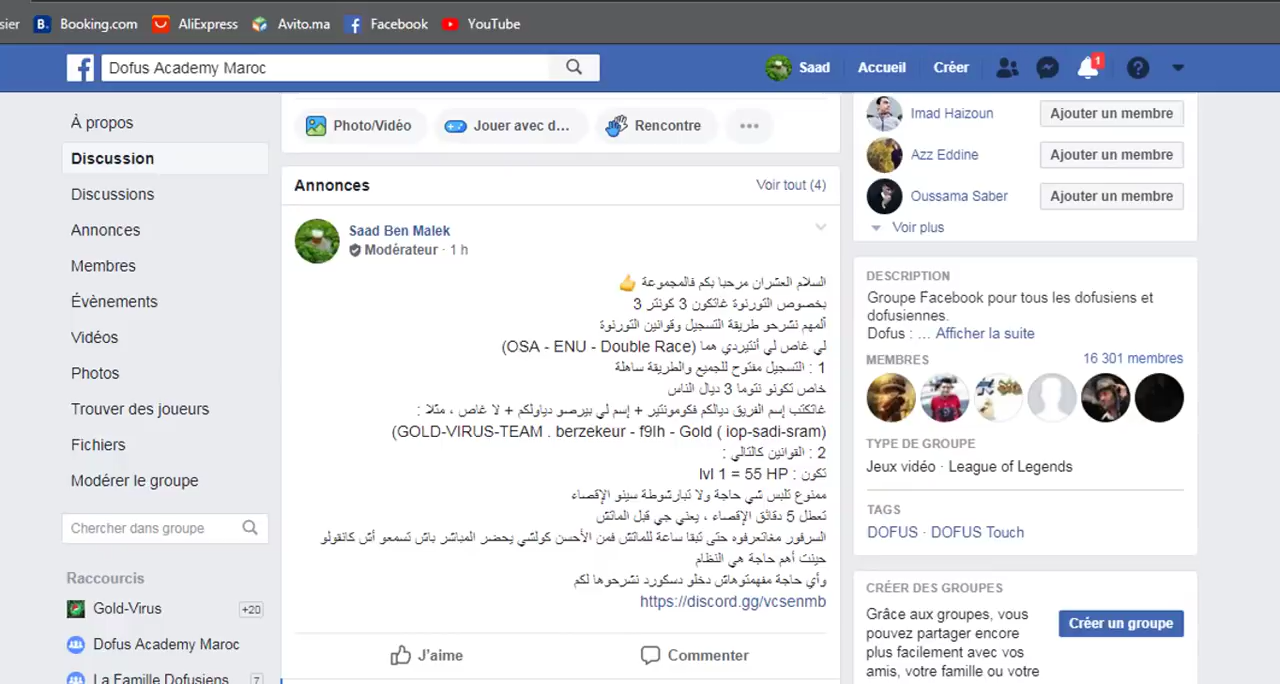 sier Booking.com AliExpress Avito.ma Facebook YouTube
Dofus Academy Maroc
Saad Accueil Créer 1
À propos
Discussion
Discussions
Annonces
Membres
Évènements
Vidéos
Photos
Trouver des joueurs
Fichiers
Modérer le groupe
Chercher dans groupe
Raccourcis
Gold-Virus +20
Dofus Academy Maroc
La Famille Dofusiens 7
Photo/Vidéo Jouer avec d... Rencontre
Annonces Voir tout (4)
Saad Ben Malek
Modérateur · 1 h
السلام العشران مرحبا بكم فالمجموعة 👍
بخصوص التورنوة غاتكون 3 كونتر 3
ألمهم نشرحو طريقة التسجيل وقوانين التورنوة
لي غاص لي أنتيردي هما (OSA - ENU - Double Race)
1 : التسجيل مفتوح للجميع والطريقة ساهلة
خاص تكونو نتوما 3 ديال الناس
غاتكتب إسم الفريق ديالكم فكومونتير + إسم لي بيرصو دياولكم + لا غاص ، مثلا :
(GOLD-VIRUS-TEAM . berzekeur - f9lh - Gold ( iop-sadi-sram)
2 : القوانين كالتالي :
تكون : lvl 1 = 55 HP
ممنوع تلبس شي حاجة ولا تبارشوطة سينو الإقصاء
تعطل 5 دقائق الإقصاء ، يعني جي قبل الماتش
السرفور مغاتعرفوه حتى تبقا ساعة للماتش فمن الأحسن كولشي يحضر المباشر باش تسمعو أش كانقولو
حينت أهم حاجة هي النظام
وأي حاجة مفهمتوهاش دخلو دسكورد نشرحوها لكم
https://discord.gg/vcsenmb
J'aime Commenter
Imad Haizoun Ajouter un membre
Azz Eddine Ajouter un membre
Oussama Saber Ajouter un membre
Voir plus
DESCRIPTION
Groupe Facebook pour tous les dofusiens et
dofusiennes.
Dofus : ... Afficher la suite
MEMBRES 16 301 membres
TYPE DE GROUPE
Jeux vidéo · League of Legends
TAGS
DOFUS · DOFUS Touch
CRÉER DES GROUPES
Grâce aux groupes, vous
pouvez partager encore
plus facilement avec vos
amis, votre famille ou votre
Créer un groupe